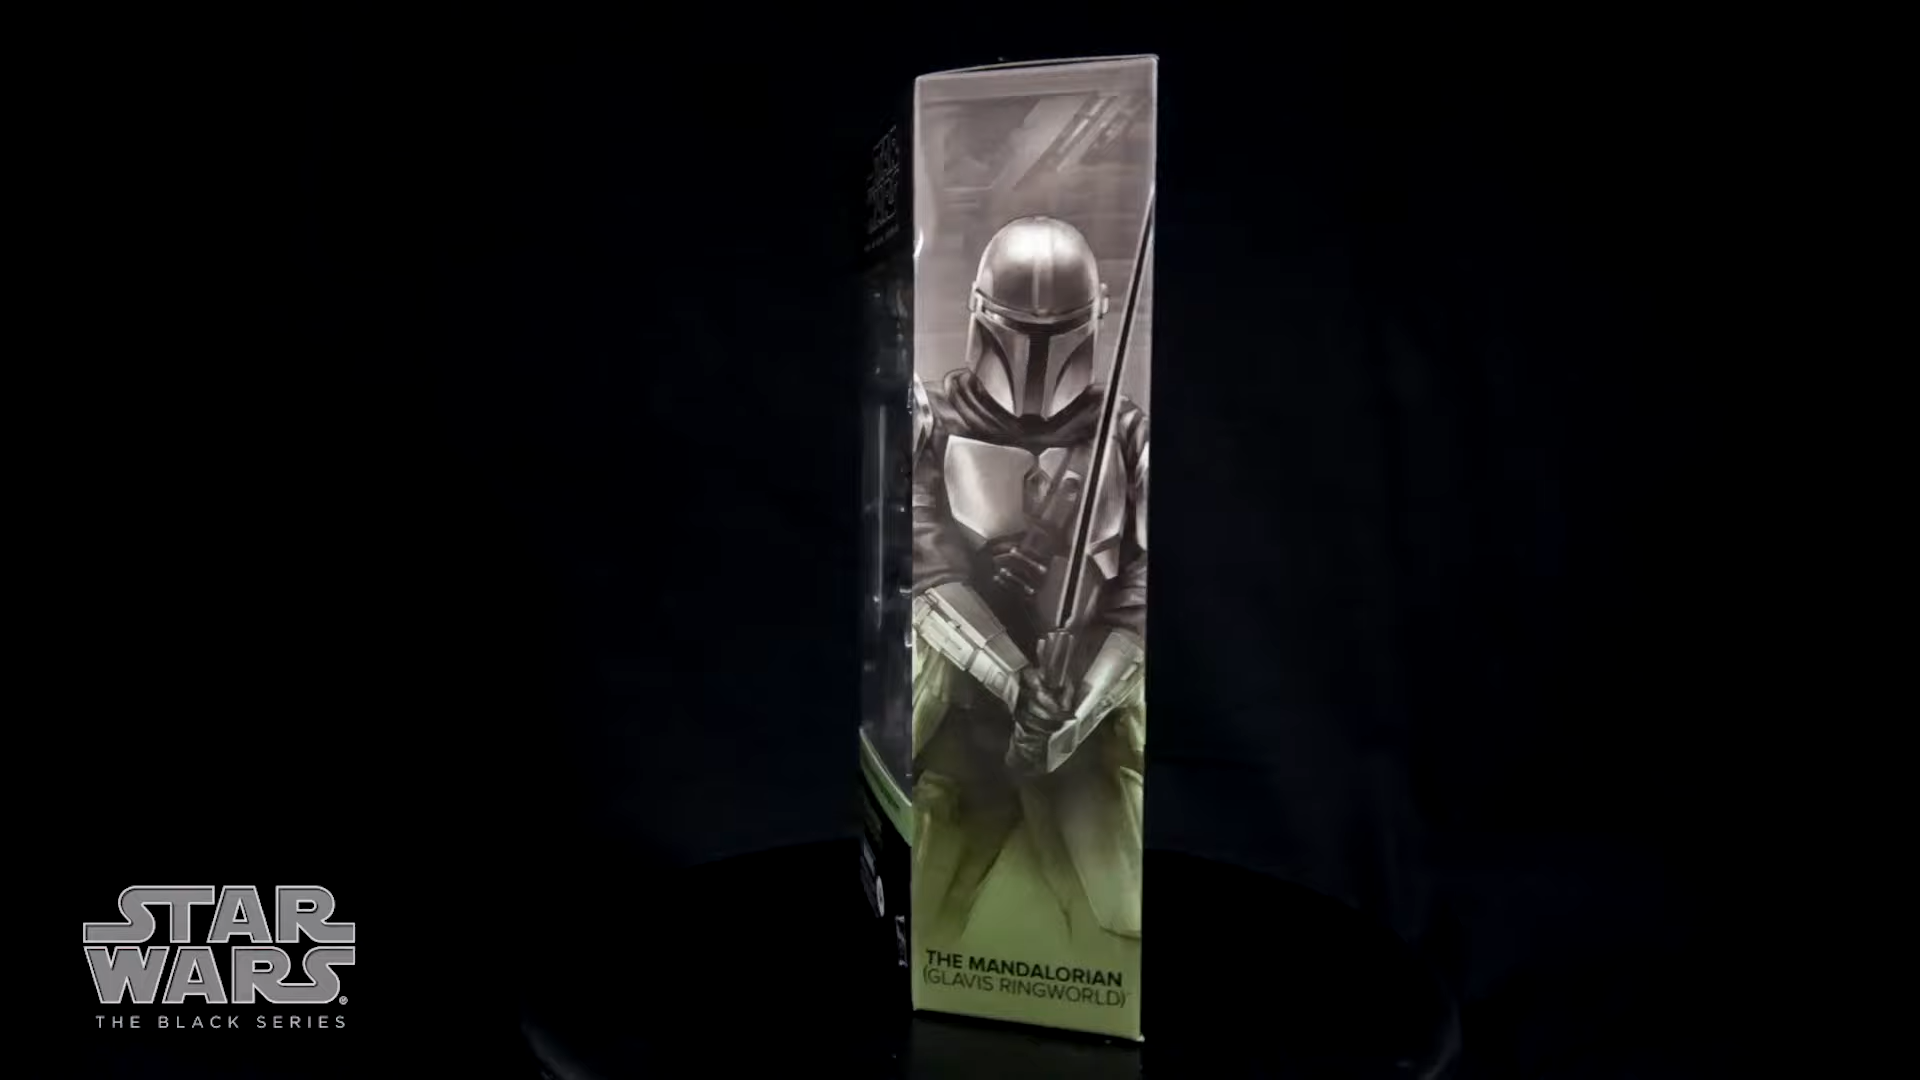 THE MANDALORIAN
(GLAVIS RINGWORLD)
STAR
WARS®
THE BLACK SERIES